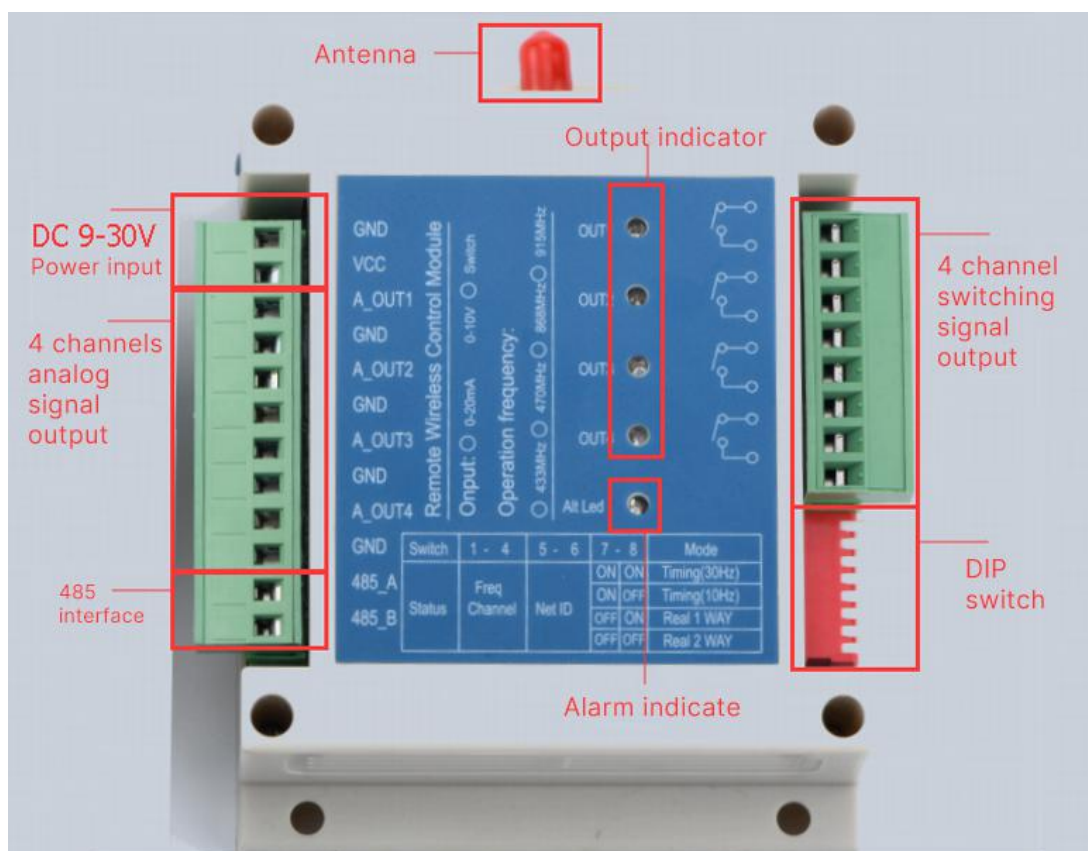 Antenna
Output indicator
DC 9-30V
Power input
4 channels
analog
signal
output
485
interface
GND
VCC
A_OUT1
GND
A_OUT2
GND
A_OUT3
GND
A_OUT4
GND
485_A
485_B
Remote Wireless Control Module
Onput: 0-20mA 0-10V Switch
Operation frequency:
433MHz 470MHz 868MHz 915MHz
OUT
OUT2
OUT3
OUT4
Alt Led
Switch 1 - 4 5 - 6 7 - 8 Mode
Status Freq Channel Net ID
ON ON Timing(30Hz)
ON OFF Timing(10Hz)
OFF ON Real 1 WAY
OFF OFF Real 2 WAY
4 channel
switching
signal
output
DIP
switch
Alarm indicate